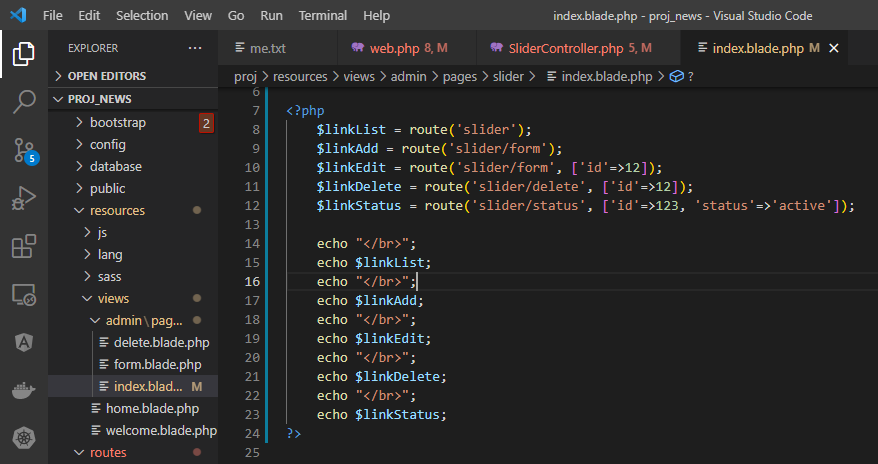 File Edit View Go Run Terminal Help index.blade.php - proj_news - Visual Studio Code
EXPLORER ···
me.txt web.php 8, M SliderController.php 5, M index.blade.php M
OPEN EDITORS
PROJ_NEWS
bootstrap 2
config
database
public
resources
js
lang
sass
views
admin\pag...
delete.blade.php
form.blade.php
index.blad... M
home.blade.php
welcome.blade.php
routes
5
proj > resources > views > admin > pages > slider > index.blade.php > ?
6
7 <?php
8 $linkList = route('slider');
9 $linkAdd = route('slider/form');
10 $linkEdit = route('slider/form', ['id'=>12]);
11 $linkDelete = route('slider/delete', ['id'=>12]);
12 $linkStatus = route('slider/status', ['id'=>123, 'status'=>'active']);
13
14 echo "</br>";
15 echo $linkList;
16 echo "</br>";
17 echo $linkAdd;
18 echo "</br>";
19 echo $linkEdit;
20 echo "</br>";
21 echo $linkDelete;
22 echo "</br>";
23 echo $linkStatus;
24 ?>
25